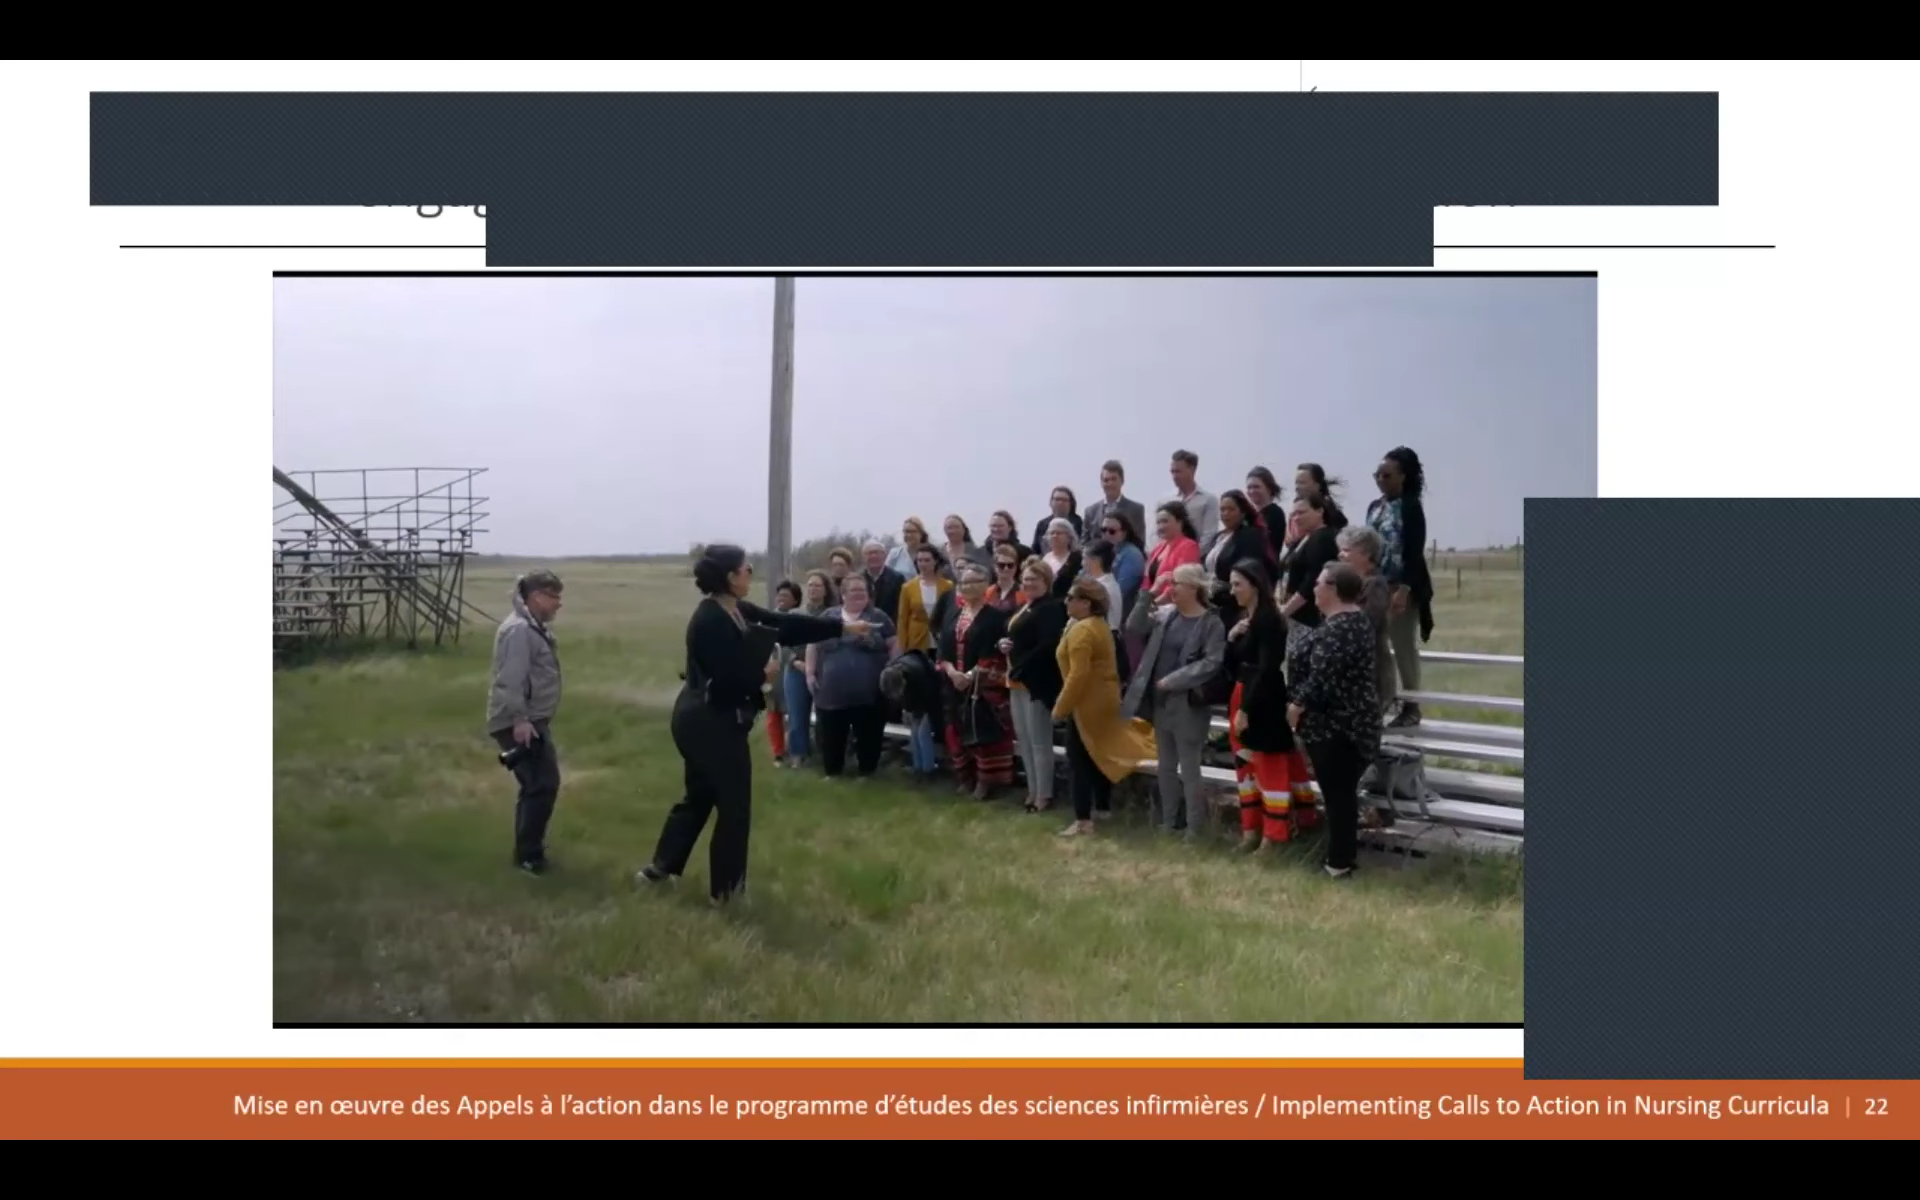 Mise en œuvre des Appels à l’action dans le programme d’études des sciences infirmières / Implementing Calls to Action in Nursing Curricula | 22